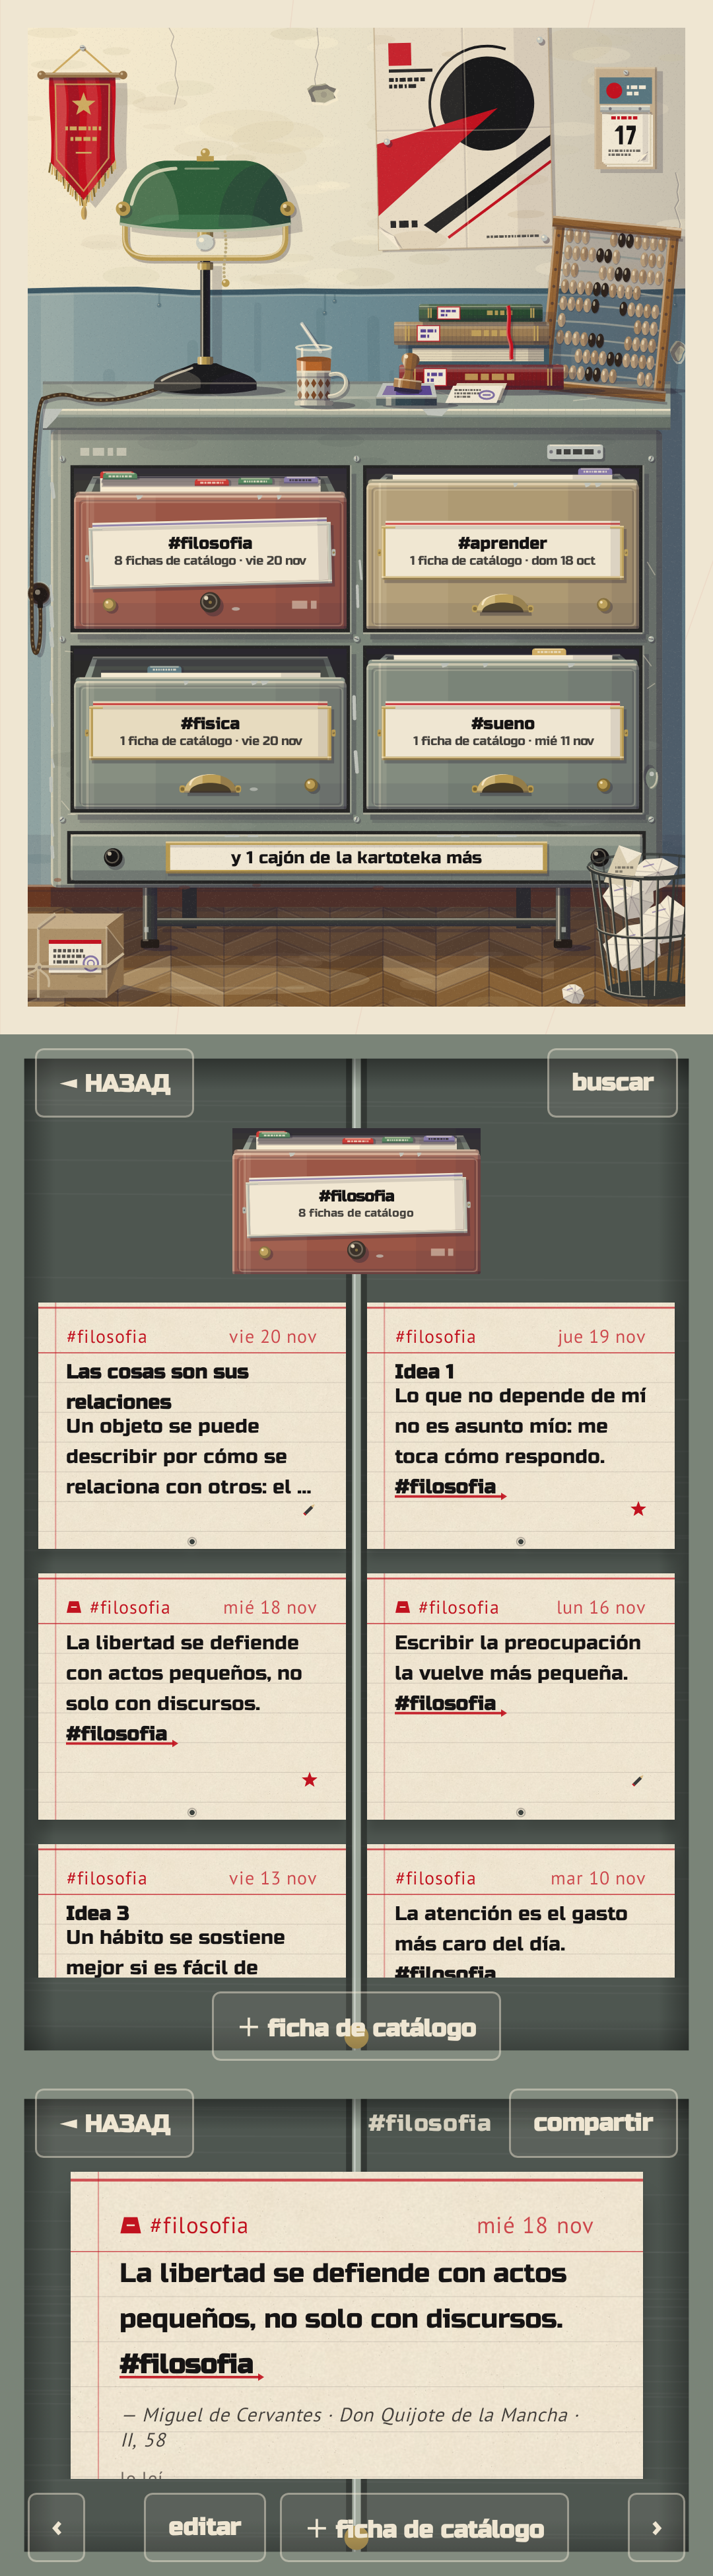 17
#filosofia
8 fichas de catálogo · vie 20 nov
#aprender
1 ficha de catálogo · dom 18 oct
#fisica
1 ficha de catálogo · vie 20 nov
#sueno
1 ficha de catálogo · mié 11 nov
y 1 cajón de la kartoteka más
◄ НАЗАД
buscar
#filosofia
8 fichas de catálogo
#filosofia vie 20 nov
Las cosas son sus
relaciones
Un objeto se puede
describir por cómo se
relaciona con otros: el ...
#filosofia jue 19 nov
Idea 1
Lo que no depende de mí
no es asunto mío: me
toca cómo respondo.
#filosofia
#filosofia mié 18 nov
La libertad se defiende
con actos pequeños, no
solo con discursos.
#filosofia
#filosofia lun 16 nov
Escribir la preocupación
la vuelve más pequeña.
#filosofia
#filosofia vie 13 nov
Idea 3
Un hábito se sostiene
mejor si es fácil de
#filosofia mar 10 nov
La atención es el gasto
más caro del día.
#filosofia
+ ficha de catálogo
◄ НАЗАД
#filosofia
compartir
#filosofia mié 18 nov
La libertad se defiende con actos
pequeños, no solo con discursos.
#filosofia
— Miguel de Cervantes · Don Quijote de la Mancha ·
II, 58
‹
editar
+ ficha de catálogo
›